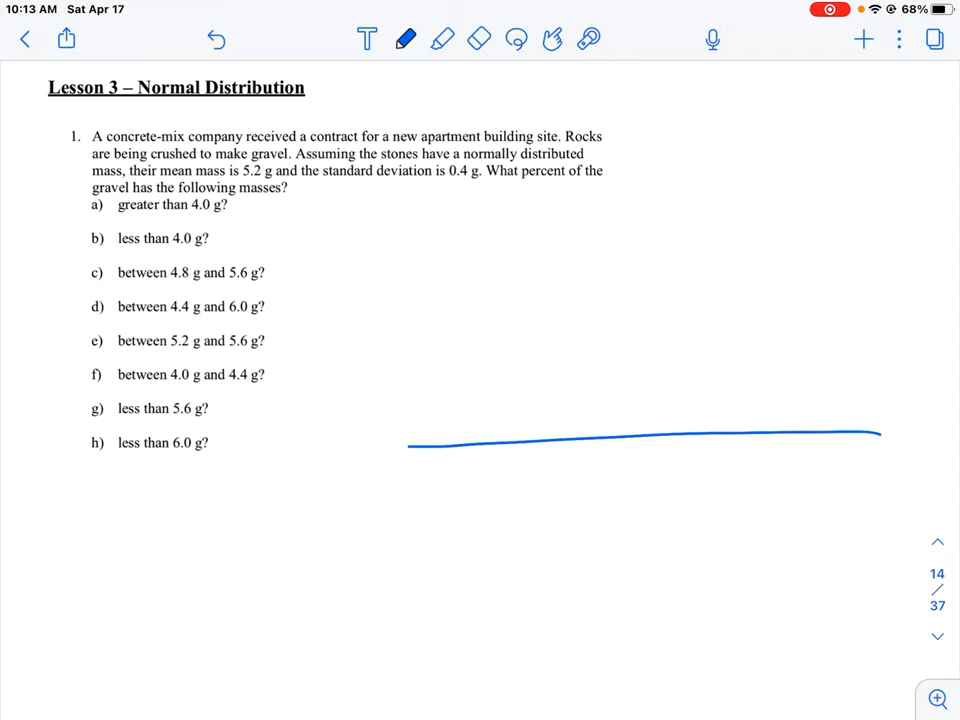 10:13 AM Sat Apr 17
68%
T
Lesson 3 – Normal Distribution
1. A concrete-mix company received a contract for a new apartment building site. Rocks
are being crushed to make gravel. Assuming the stones have a normally distributed
mass, their mean mass is 5.2 g and the standard deviation is 0.4 g. What percent of the
gravel has the following masses?
a) greater than 4.0 g?
b) less than 4.0 g?
c) between 4.8 g and 5.6 g?
d) between 4.4 g and 6.0 g?
e) between 5.2 g and 5.6 g?
f) between 4.0 g and 4.4 g?
g) less than 5.6 g?
h) less than 6.0 g?
14
/
37